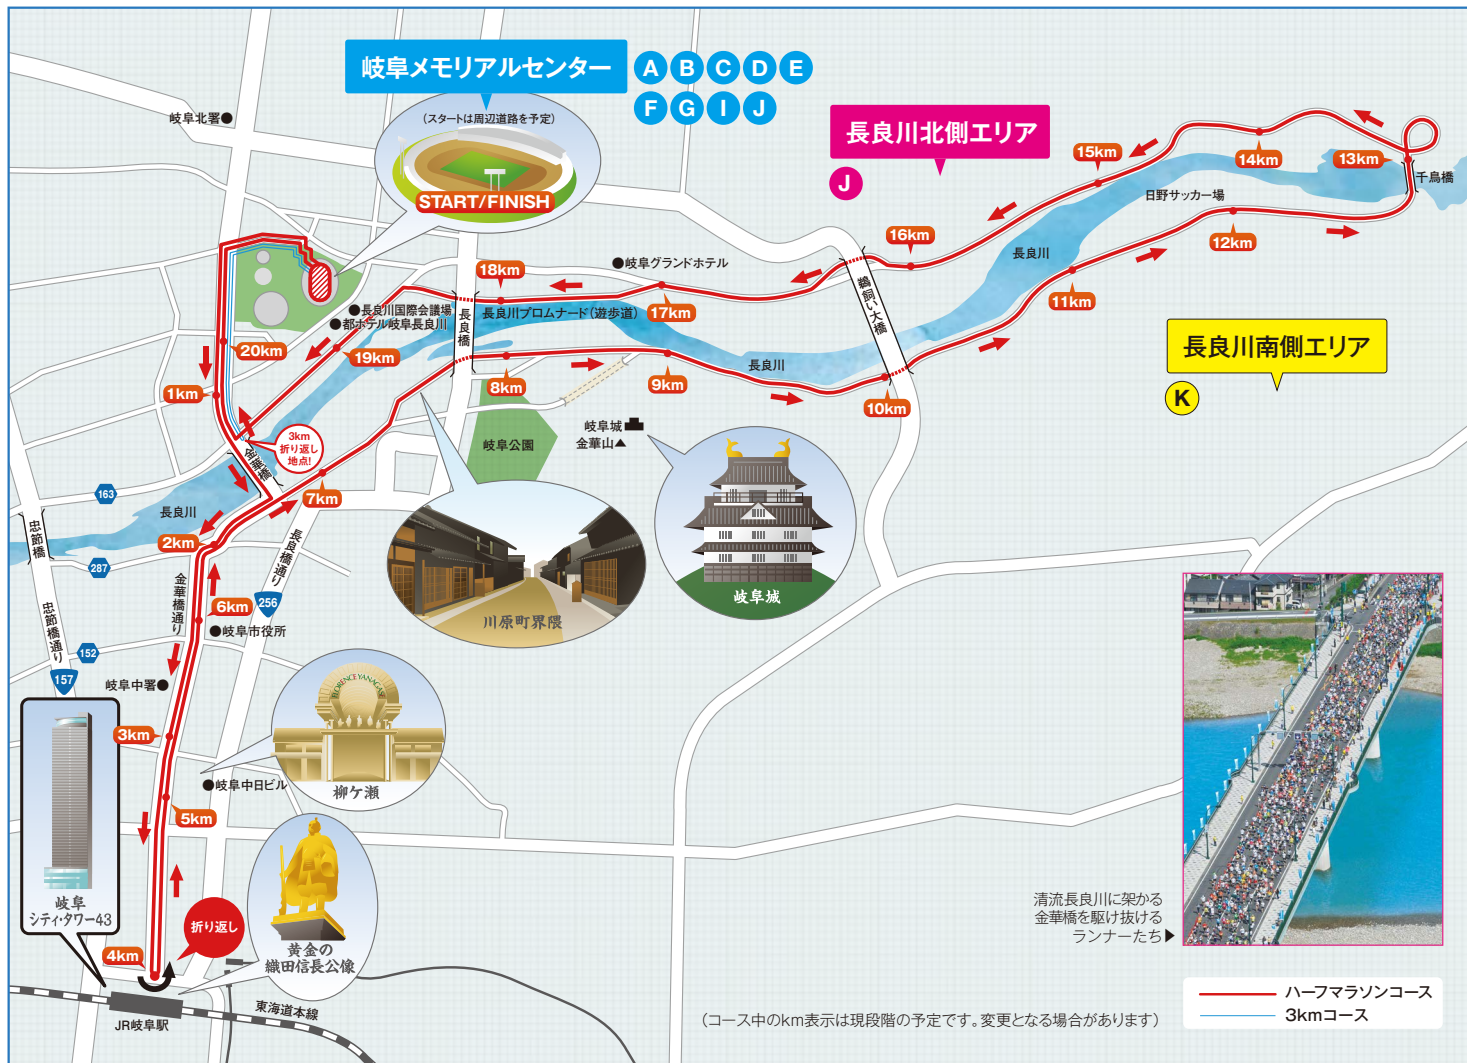 岐阜メモリアルセンター
A B C D E
F G I J
(スタートは周辺道路を予定)
START/FINISH
岐阜北署
長良川北側エリア
J
15km
14km
13km
千鳥橋
日野サッカー場
12km
16km
長良川
11km
鵜飼い大橋
岐阜グランドホテル
18km
17km
長良川国際会議場
都ホテル岐阜長良川
長良橋
長良川プロムナード(遊歩道)
20km
19km
1km
8km
9km
長良川
10km
長良川南側エリア
K
3km
折り返し
地点!
金華橋
岐阜公園
岐阜城
金華山
7km
163
長良川
忠節橋
2km
287
金華橋通り
長良橋通り
256
6km
岐阜市役所
川原町界隈
岐阜城
忠節橋通り
152
157
岐阜中署
3km
FLORENCE YANAGASE
柳ケ瀬
岐阜中日ビル
5km
岐阜
シティ・タワー43
折り返し
4km
黄金の
織田信長公像
JR岐阜駅
東海道本線
清流長良川に架かる
金華橋を駆け抜ける
ランナーたち
(コース中のkm表示は現段階の予定です。変更となる場合があります)
ハーフマラソンコース
3kmコース